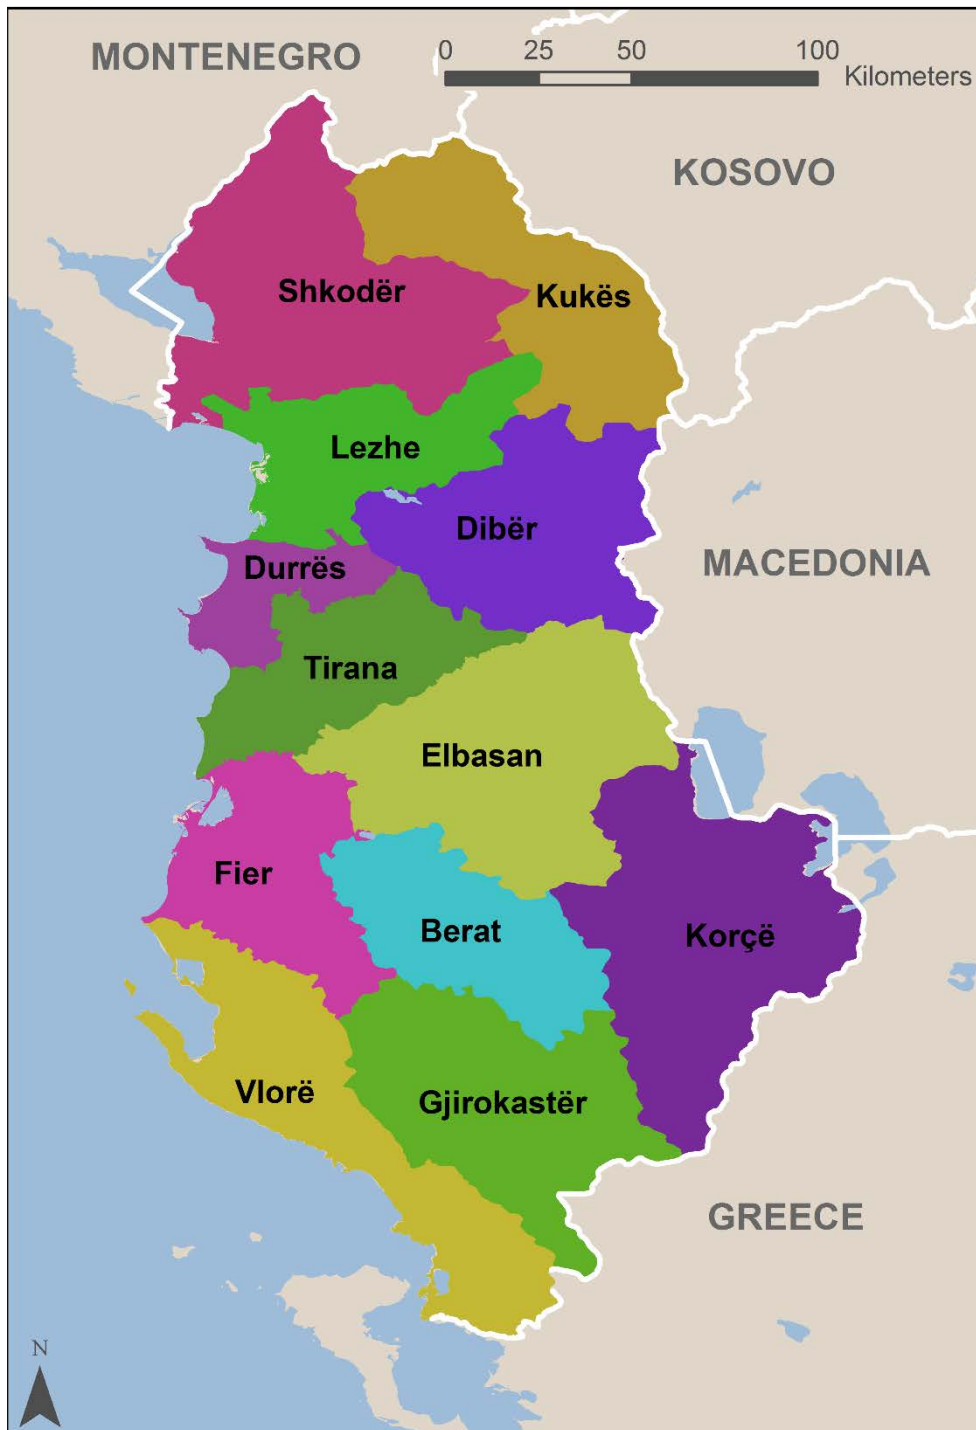 MONTENEGRO
0 25 50 100
Kilometers
KOSOVO
Shkodër
Kukës
Lezhe
Dibër
Durrës
MACEDONIA
Tirana
Elbasan
Fier
Berat
Korçë
Vlorë
Gjirokastër
GREECE
N